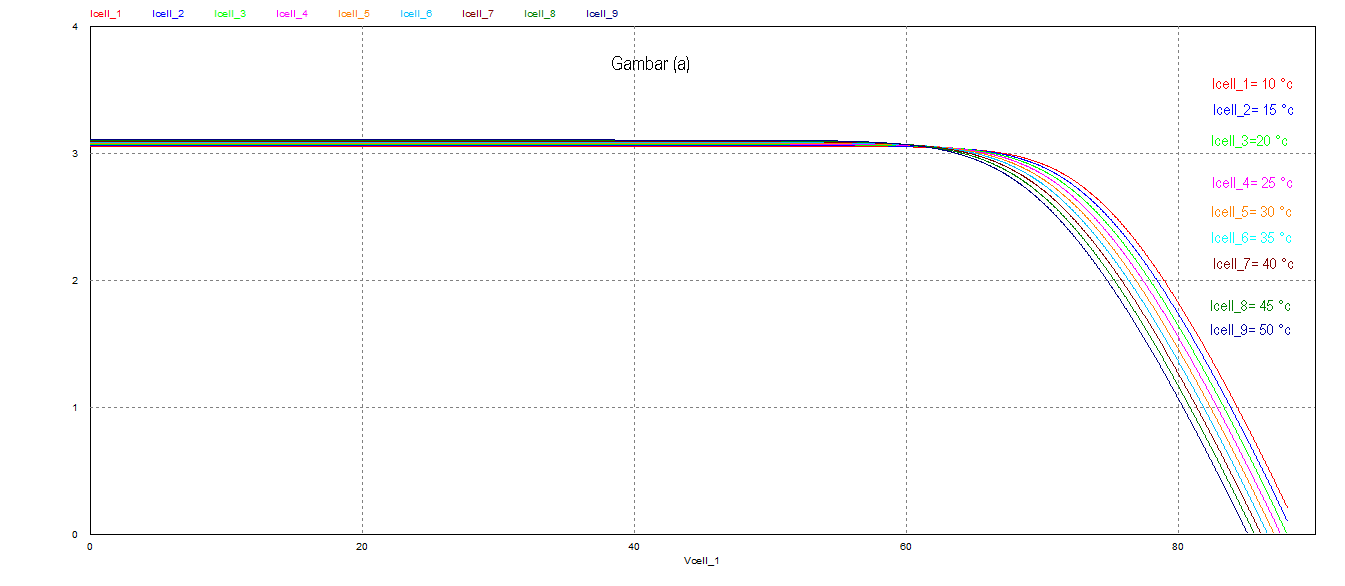 Icell_1 Icell_2 Icell_3 Icell_4 Icell_5 Icell_6 Icell_7 Icell_8 Icell_9
4
Gambar (a)
Icell_1= 10 °c
Icell_2= 15 °c
Icell_3=20 °c
3
Icell_4= 25 °c
Icell_5= 30 °c
Icell_6= 35 °c
Icell_7= 40 °c
2
Icell_8= 45 °c
Icell_9= 50 °c
1
0
0 20 40 60 80
Vcell_1